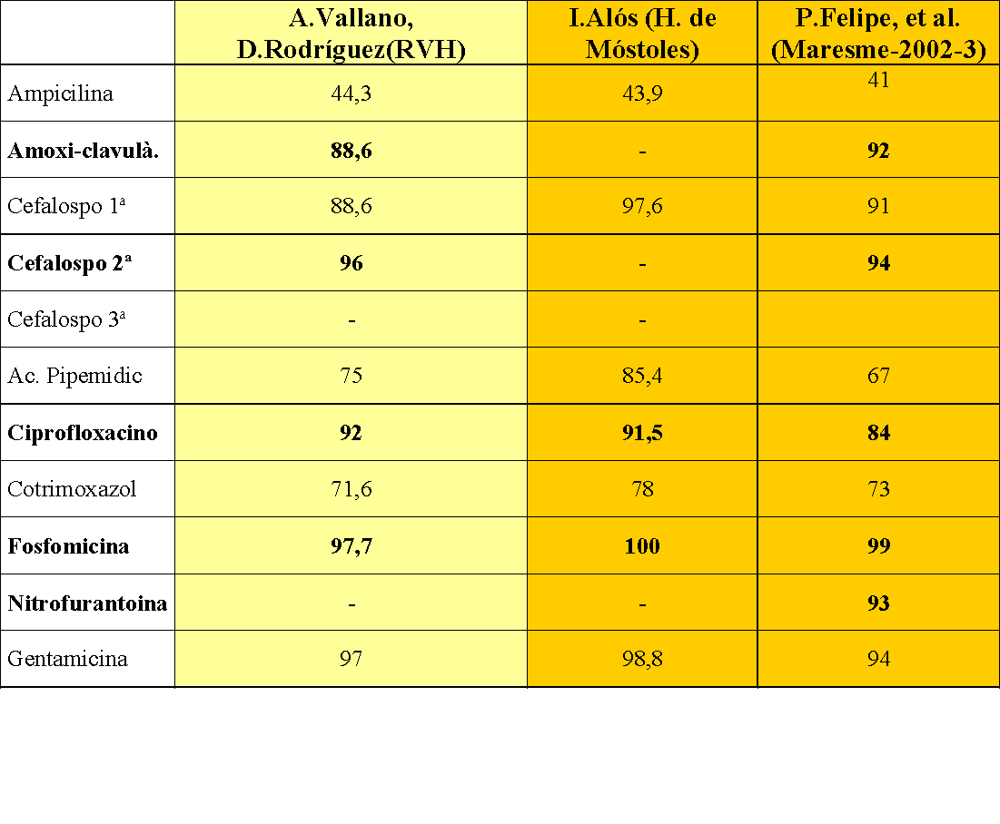 A.Vallano, D.Rodríguez(RVH) I.Alós (H. de Móstoles) P.Felipe, et al. (Maresme-2002-3)
Ampicilina 44,3 43,9 41
Amoxi-clavulà. 88,6 - 92
Cefalospo 1ª 88,6 97,6 91
Cefalospo 2ª 96 - 94
Cefalospo 3ª - -
Ac. Pipemidic 75 85,4 67
Ciprofloxacino 92 91,5 84
Cotrimoxazol 71,6 78 73
Fosfomicina 97,7 100 99
Nitrofurantoina - - 93
Gentamicina 97 98,8 94